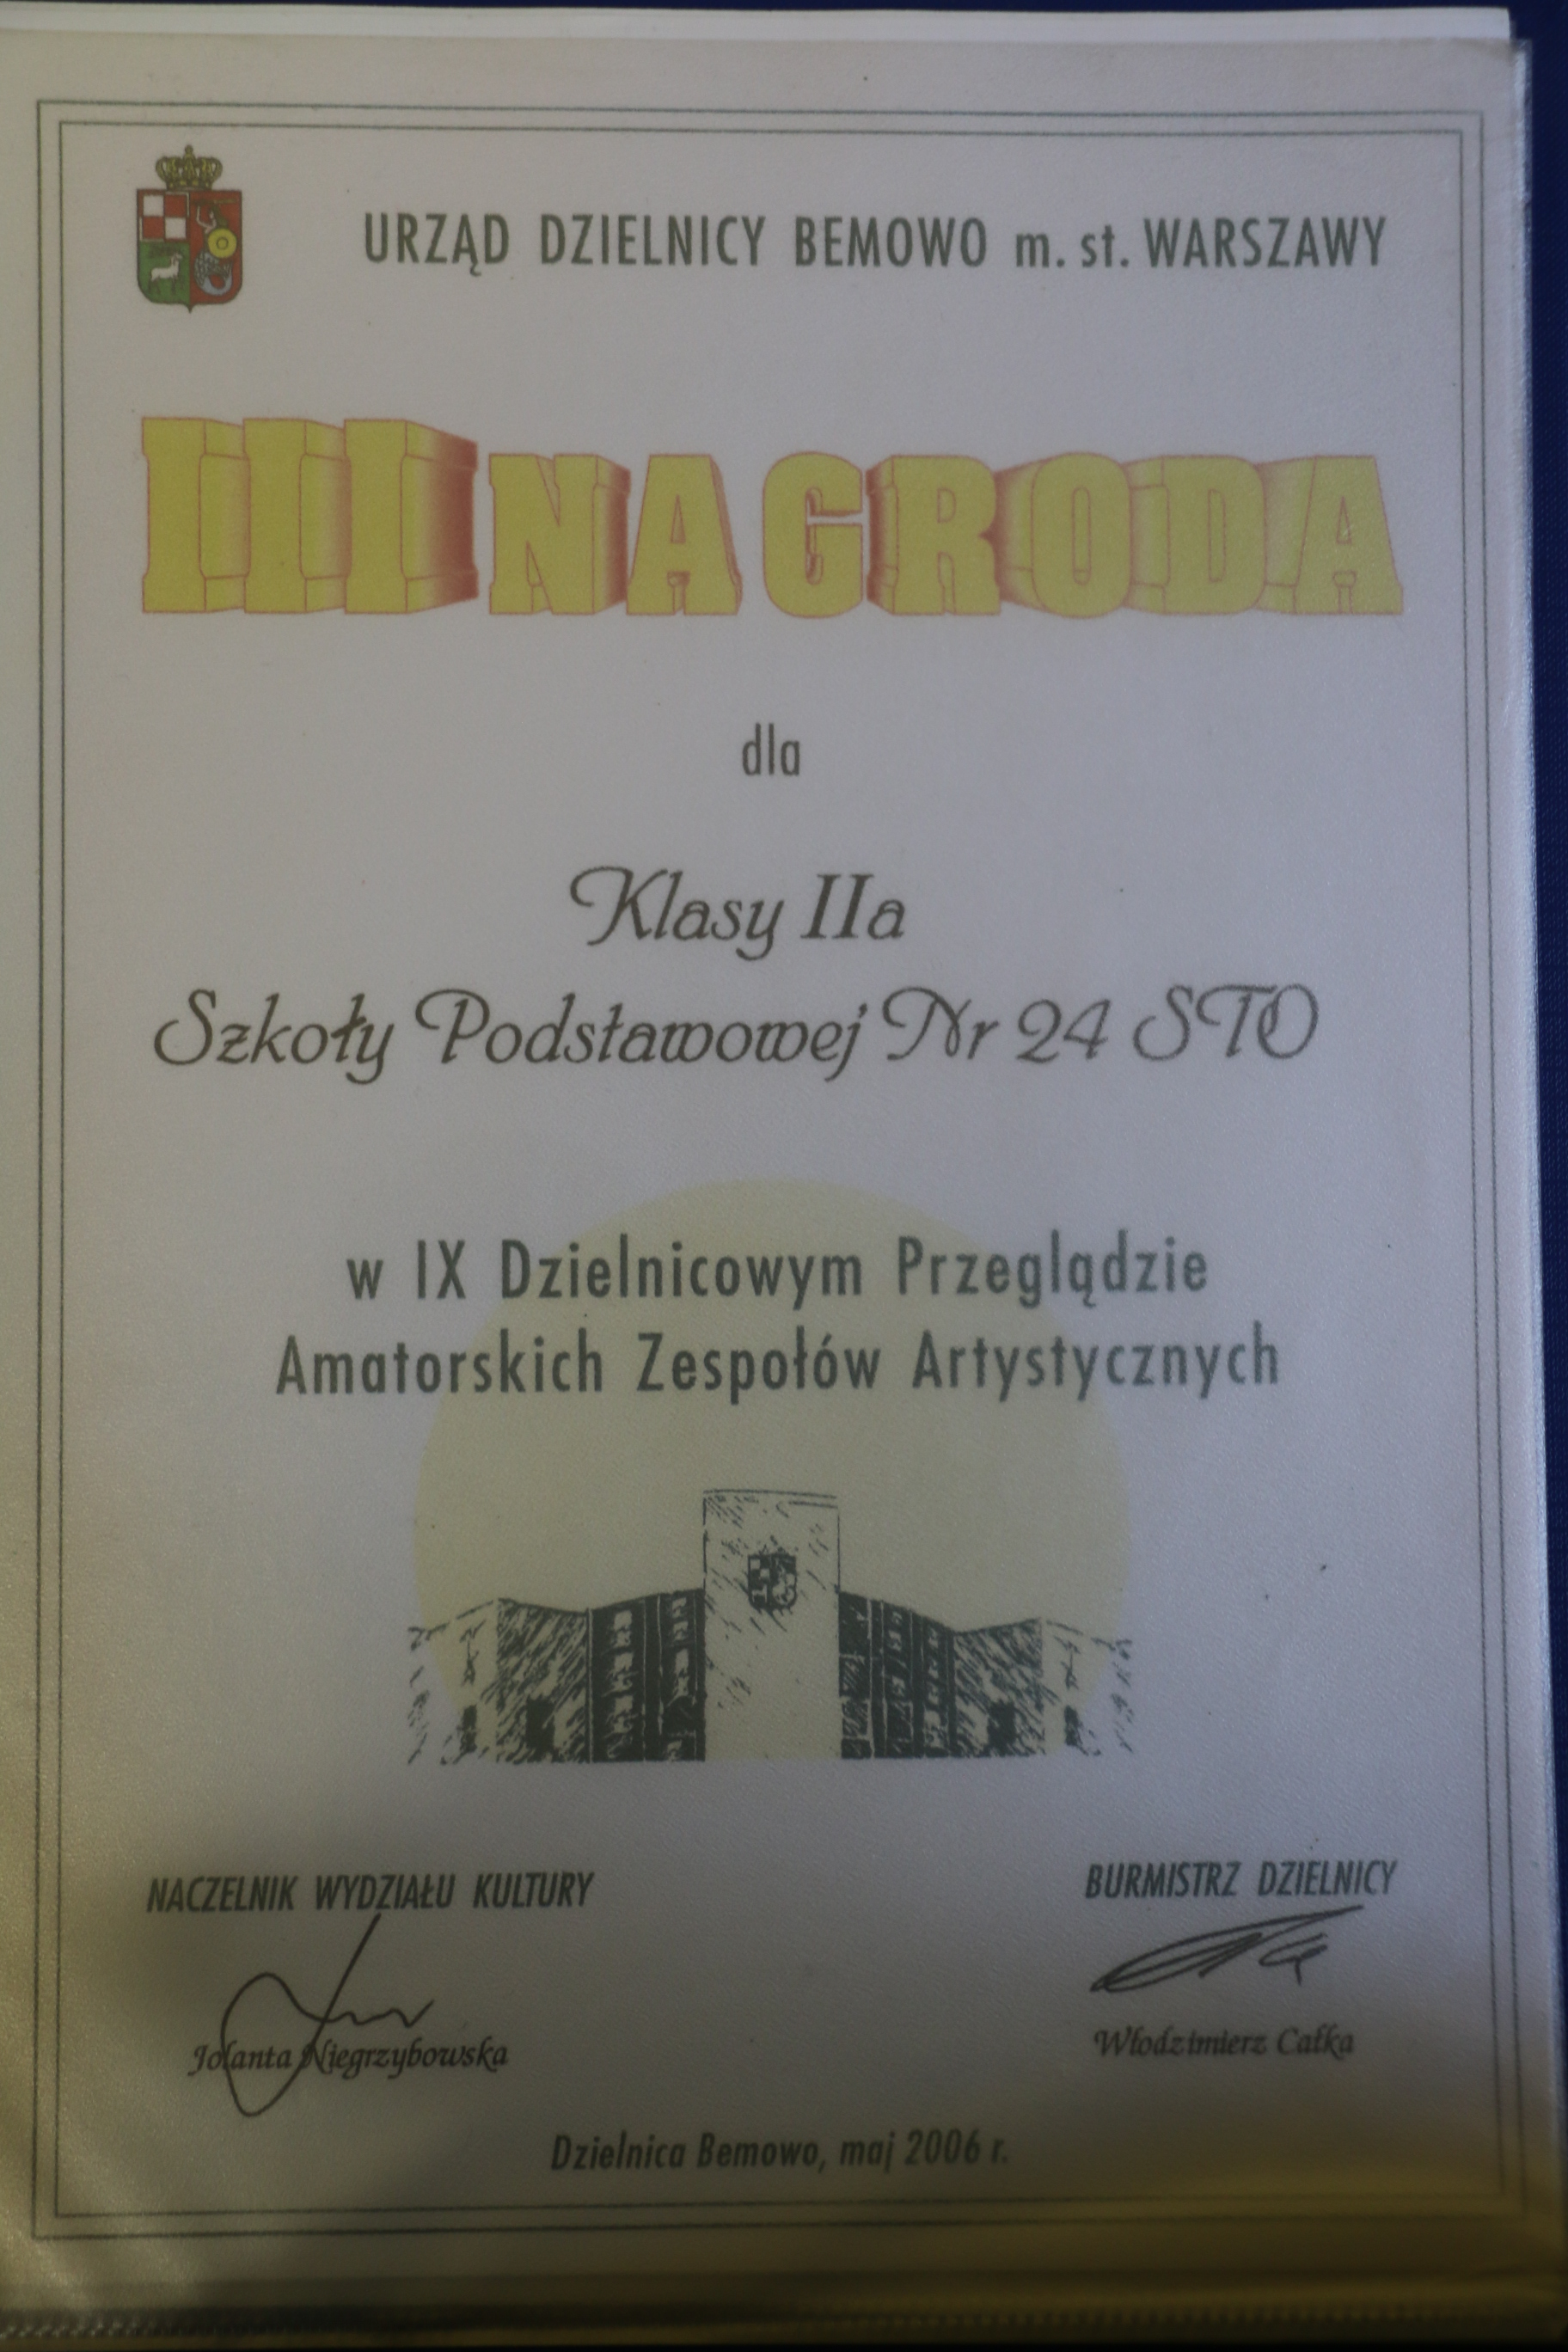 URZĄD DZIELNICY BEMOWO m. st. WARSZAWY
III NAGRODA
dla
Klasy IIa
Szkoły Podstawowej Nr 24 STO
w IX Dzielnicowym Przeglądzie
Amatorskich Zespołów Artystycznych
NACZELNIK WYDZIAŁU KULTURY
Jolanta Niegrzybowska
BURMISTRZ DZIELNICY
Włodzimierz Całka
Dzielnica Bemowo, maj 2006 r.